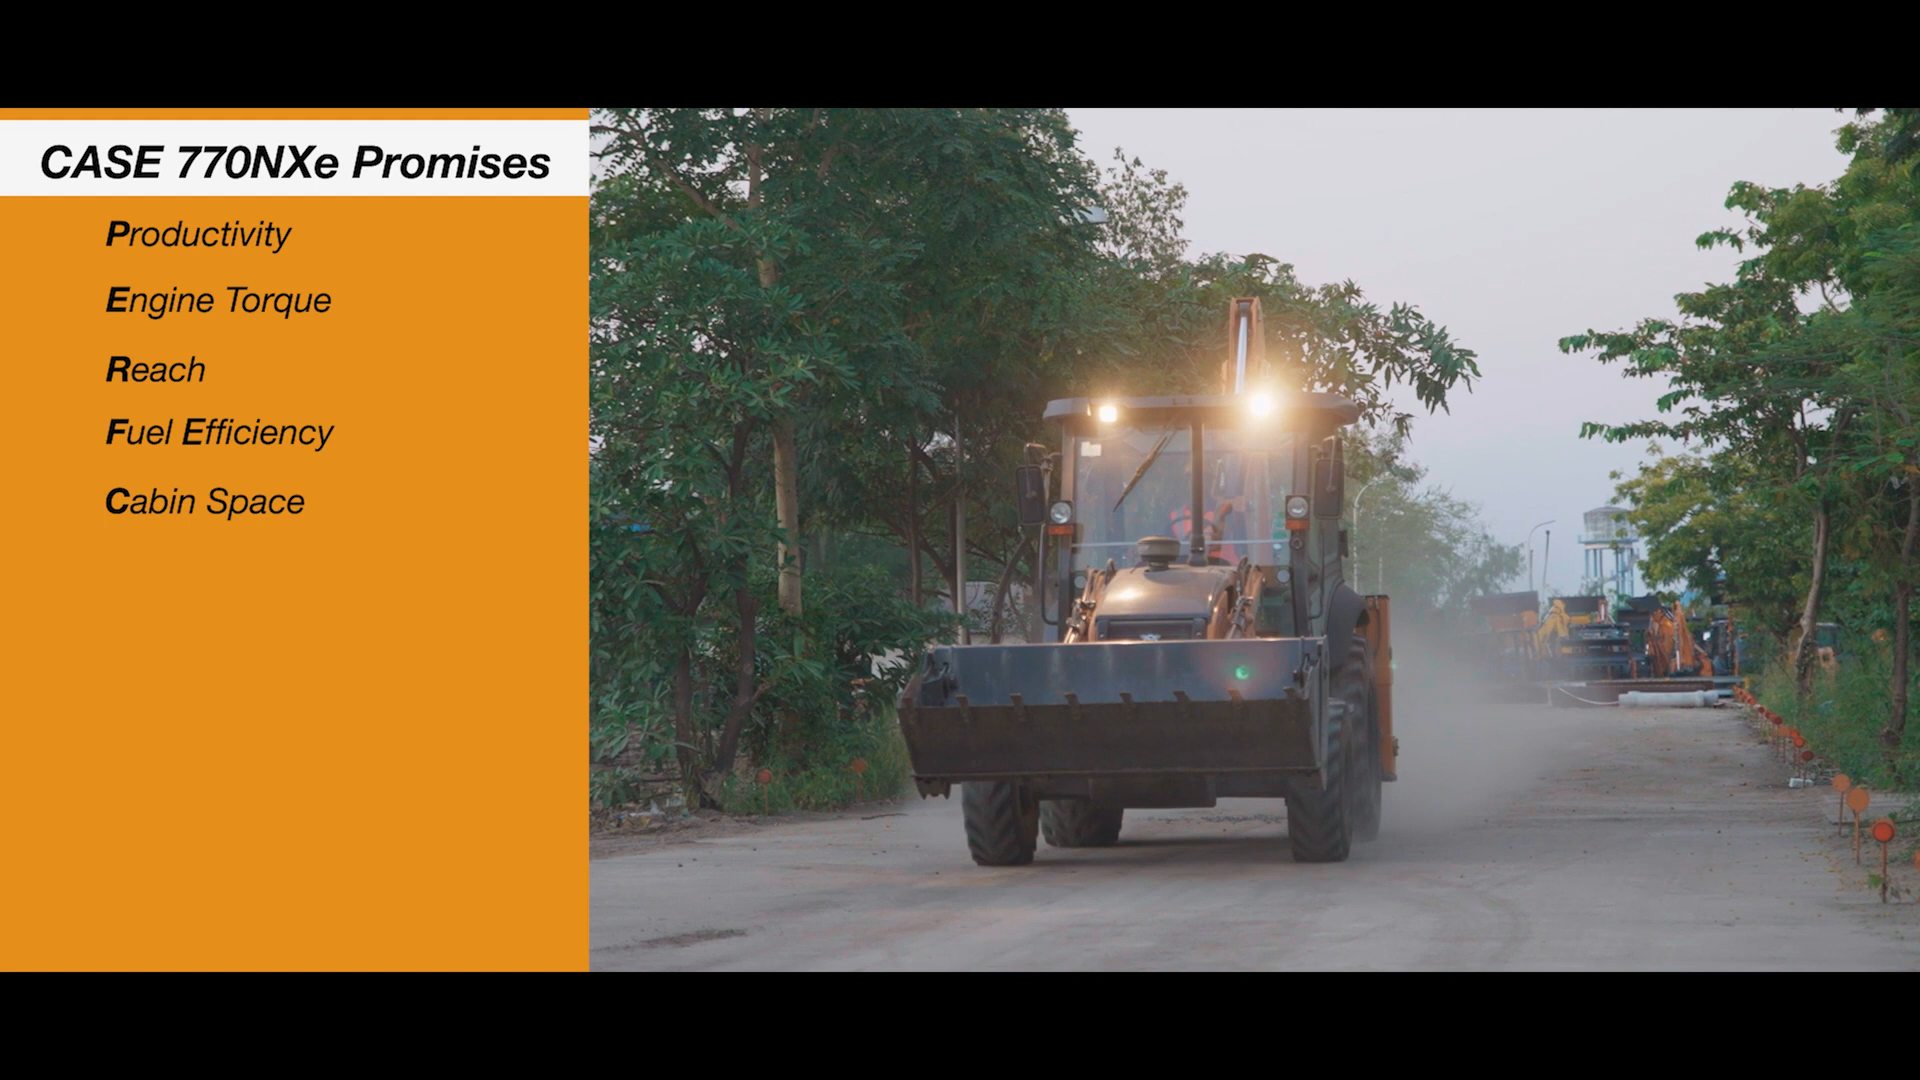 CASE 770NXe Promises
Productivity
Engine Torque
Reach
Fuel Efficiency
Cabin Space